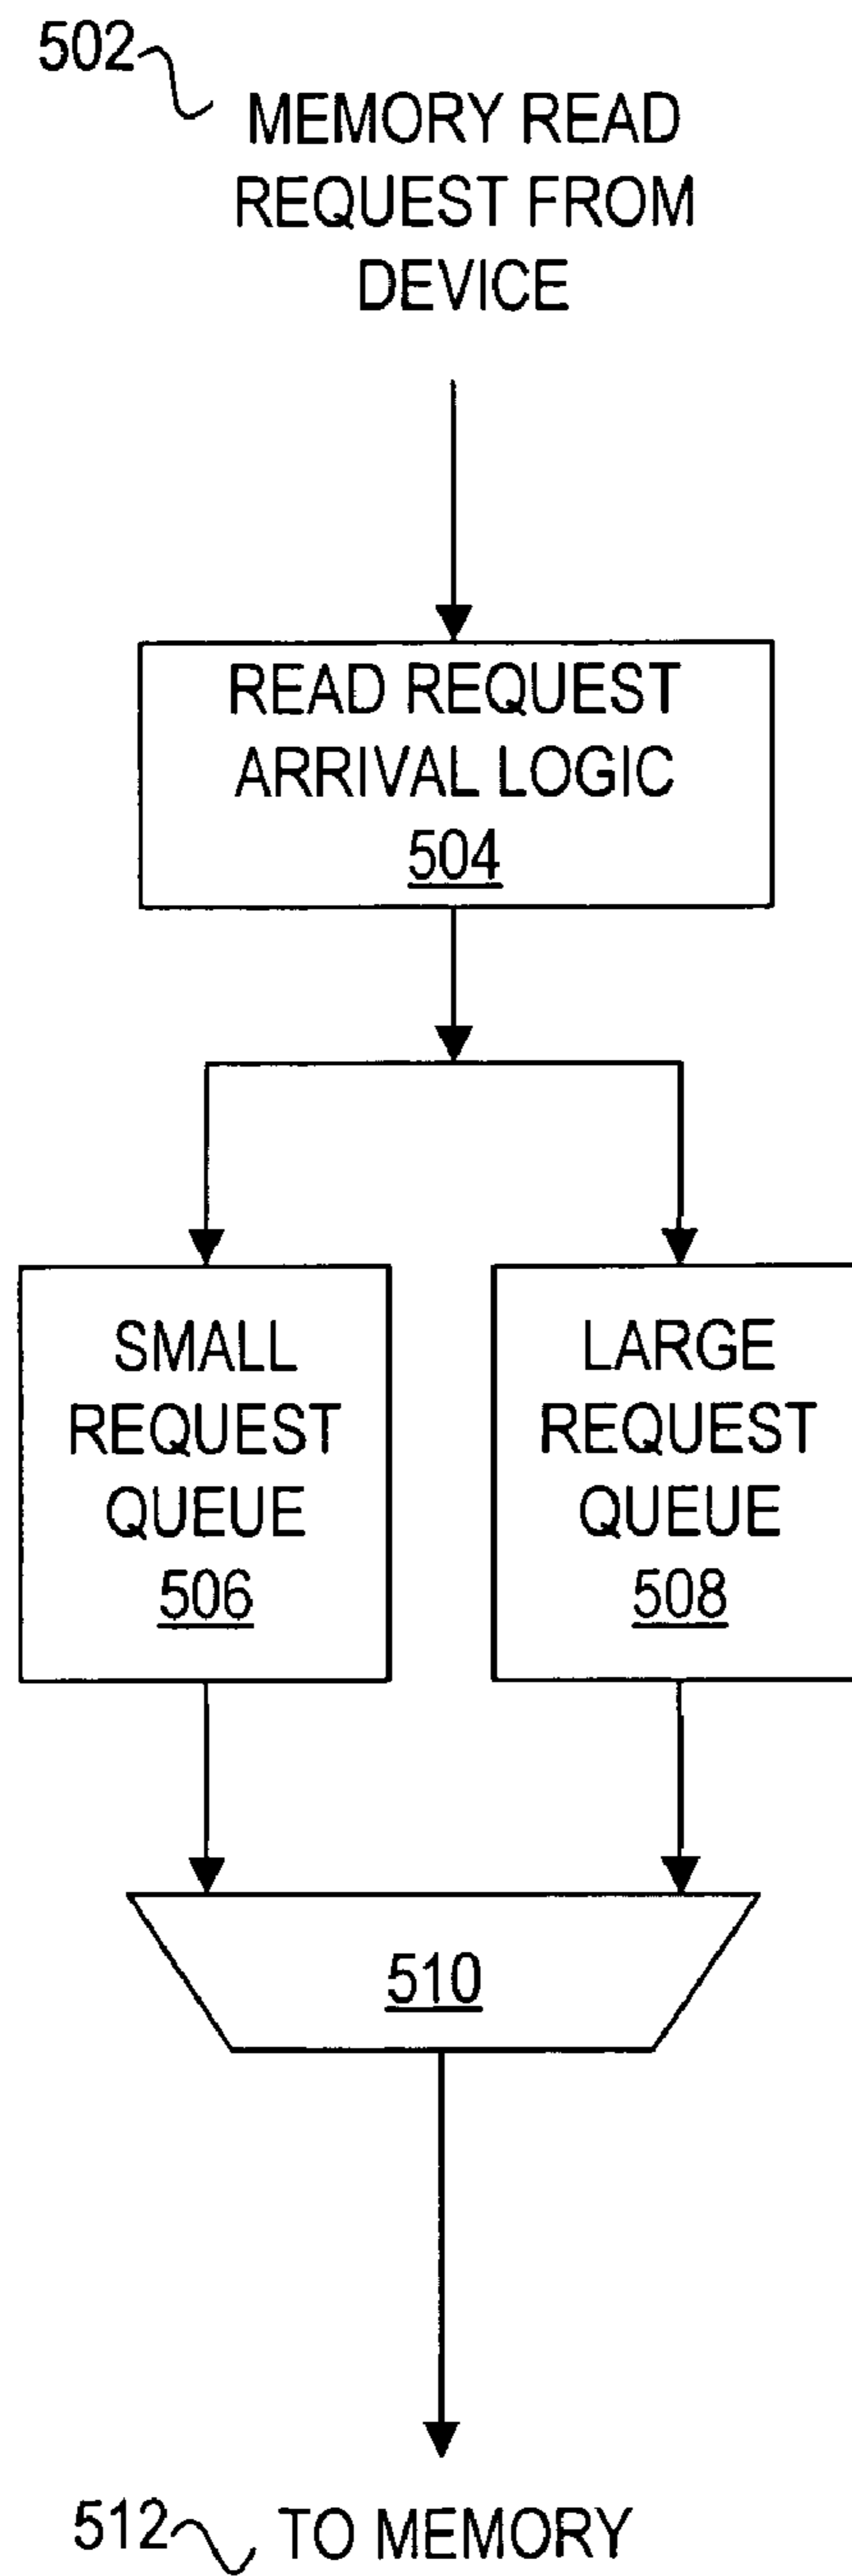 502
MEMORY READ
REQUEST FROM
DEVICE
READ REQUEST
ARRIVAL LOGIC
504
SMALL
REQUEST
QUEUE
506
LARGE
REQUEST
QUEUE
508
510
512
TO MEMORY